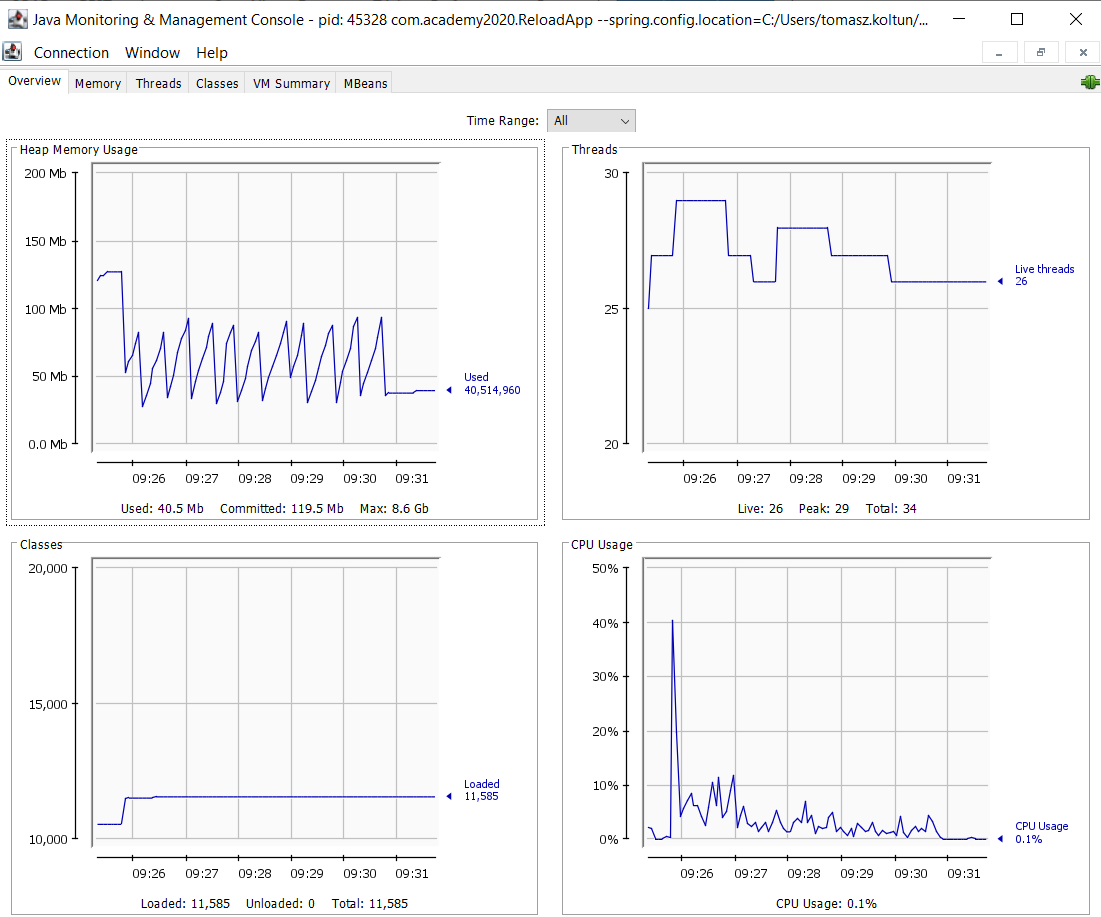 Java Monitoring & Management Console - pid: 45328 com.academy2020.ReloadApp --spring.config.location=C:/Users/tomasz.koltun/...
Connection Window Help
Overview Memory Threads Classes VM Summary MBeans
Time Range: All
Heap Memory Usage
200 Mb
150 Mb
100 Mb
50 Mb
0.0 Mb
Used
40,514,960
09:26 09:27 09:28 09:29 09:30 09:31
Used: 40.5 Mb Committed: 119.5 Mb Max: 8.6 Gb
Threads
30
25
20
Live threads
26
09:26 09:27 09:28 09:29 09:30 09:31
Live: 26 Peak: 29 Total: 34
Classes
20,000
15,000
10,000
Loaded
11,585
09:26 09:27 09:28 09:29 09:30 09:31
Loaded: 11,585 Unloaded: 0 Total: 11,585
CPU Usage
50%
40%
30%
20%
10%
0%
CPU Usage
0.1%
09:26 09:27 09:28 09:29 09:30 09:31
CPU Usage: 0.1%